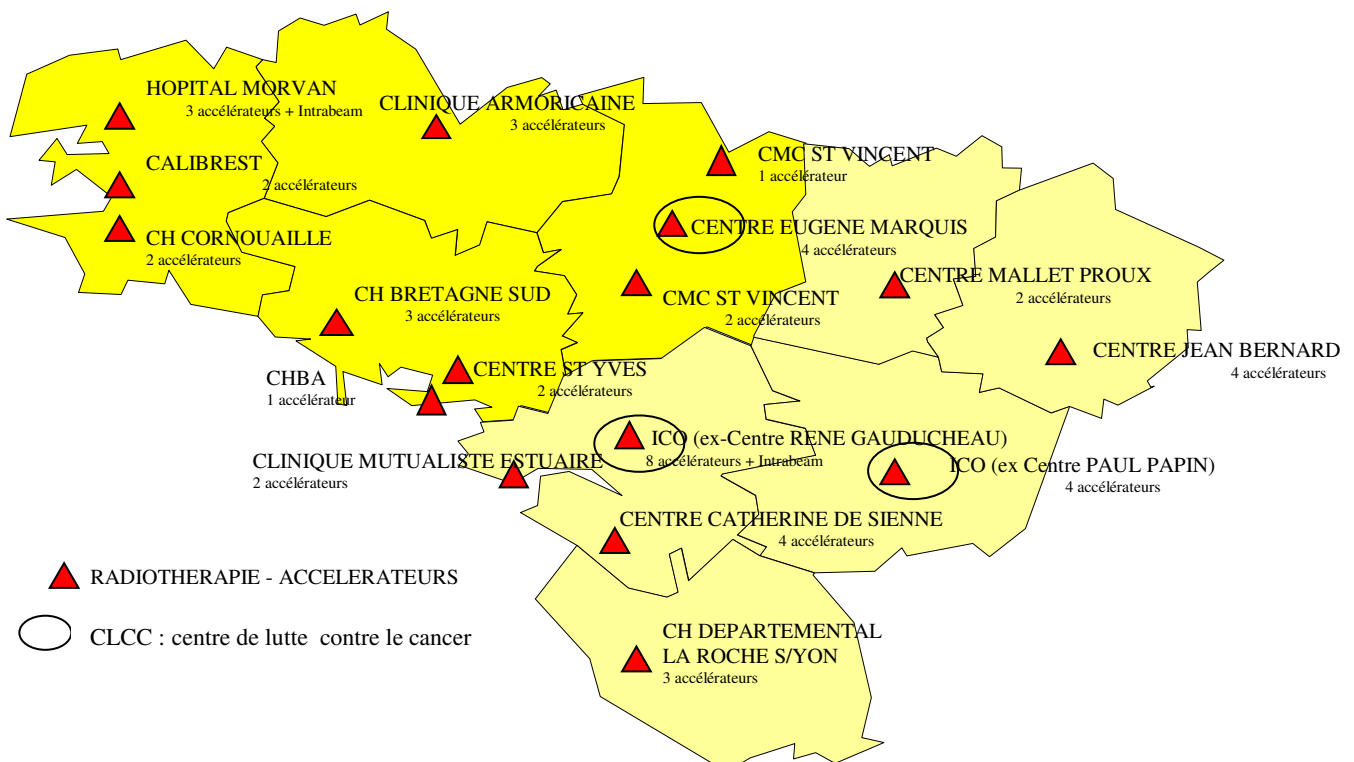 HOPITAL MORVAN
3 accélérateurs + Intrabeam
CLINIQUE ARMORICAINE
3 accélérateurs
CMC ST VINCENT
1 accélérateur
CALIBREST
2 accélérateurs
CH CORNOUAILLE
2 accélérateurs
CENTRE EUGENE MARQUIS
4 accélérateurs
CENTRE MALLET PROUX
2 accélérateurs
CH BRETAGNE SUD
3 accélérateurs
CMC ST VINCENT
2 accélérateurs
CENTRE JEAN BERNARD
4 accélérateurs
CENTRE ST YVES
2 accélérateurs
CHBA
1 accélérateur
ICO (ex-Centre RENE GAUDUCHEAU)
8 accélérateurs + Intrabeam
CLINIQUE MUTUALISTE ESTUAIRE
2 accélérateurs
ICO (ex Centre PAUL PAPIN)
4 accélérateurs
CENTRE CATHERINE DE SIENNE
4 accélérateurs
RADIOTHERAPIE - ACCELERATEURS
CLCC : centre de lutte contre le cancer
CH DEPARTEMENTAL
LA ROCHE S/YON
3 accélérateurs